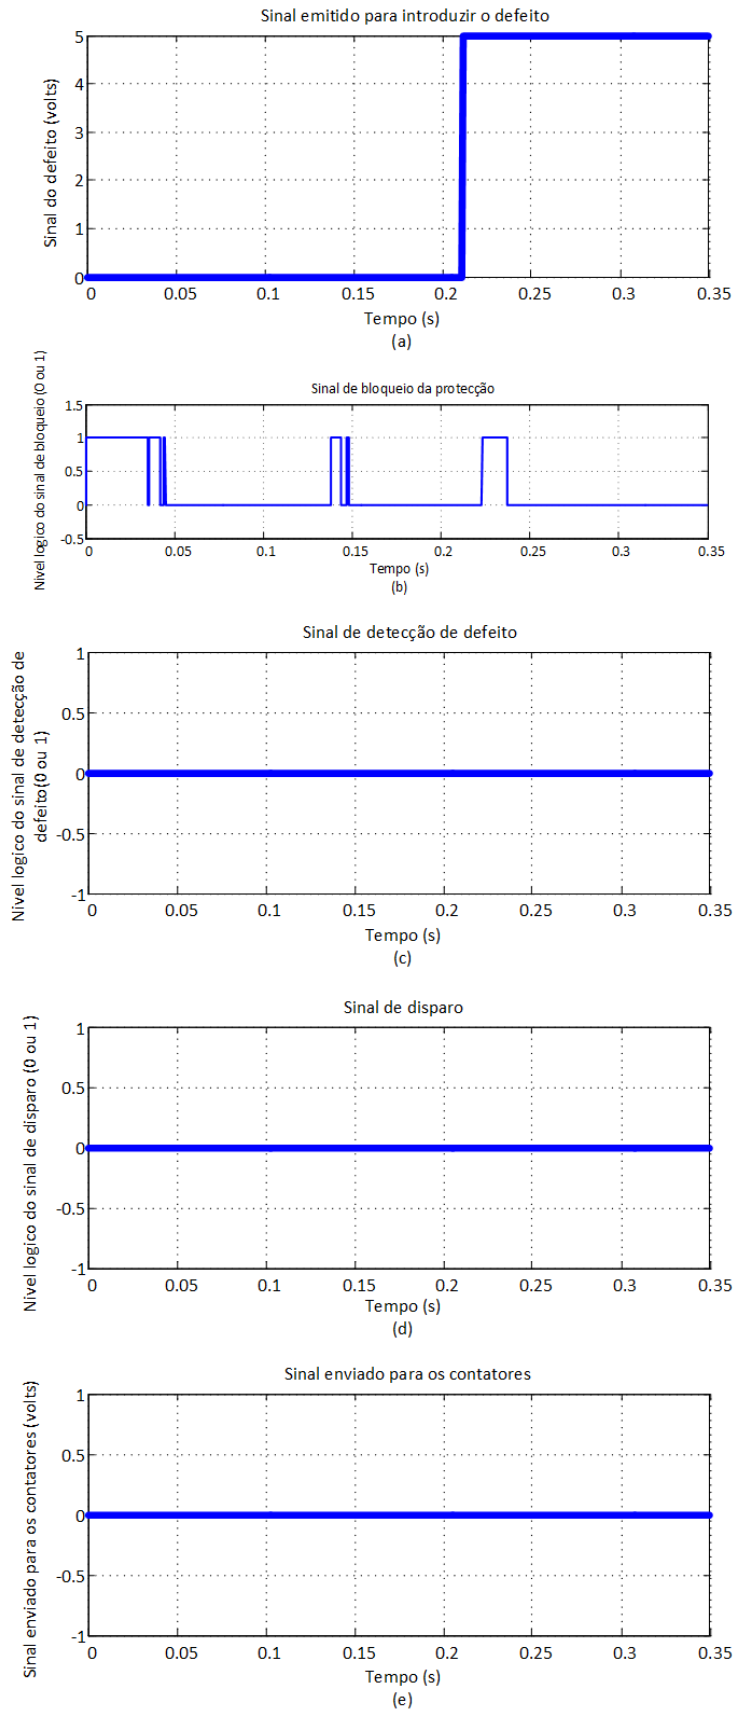 Sinal emitido para introduzir o defeito
Sinal do defeito (volts)
5
4
3
2
1
0
0 0.05 0.1 0.15 0.2 0.25 0.3 0.35
Tempo (s)
(a)
Sinal de bloqueio da protecção
Nivel logico do sinal de bloqueio (0 ou 1)
1.5
1
0.5
0
-0.5
0 0.05 0.1 0.15 0.2 0.25 0.3 0.35
Tempo (s)
(b)
Sinal de detecção de defeito
Nivel logico do sinal de detecção de
defeito(0 ou 1)
1
0.5
0
-0.5
-1
0 0.05 0.1 0.15 0.2 0.25 0.3 0.35
Tempo (s)
(c)
Sinal de disparo
Nivel logico do sinal de disparo (0 ou 1)
1
0.5
0
-0.5
-1
0 0.05 0.1 0.15 0.2 0.25 0.3 0.35
Tempo (s)
(d)
Sinal enviado para os contatores
Sinal enviado para os contatores (volts)
1
0.5
0
-0.5
-1
0 0.05 0.1 0.15 0.2 0.25 0.3 0.35
Tempo (s)
(e)